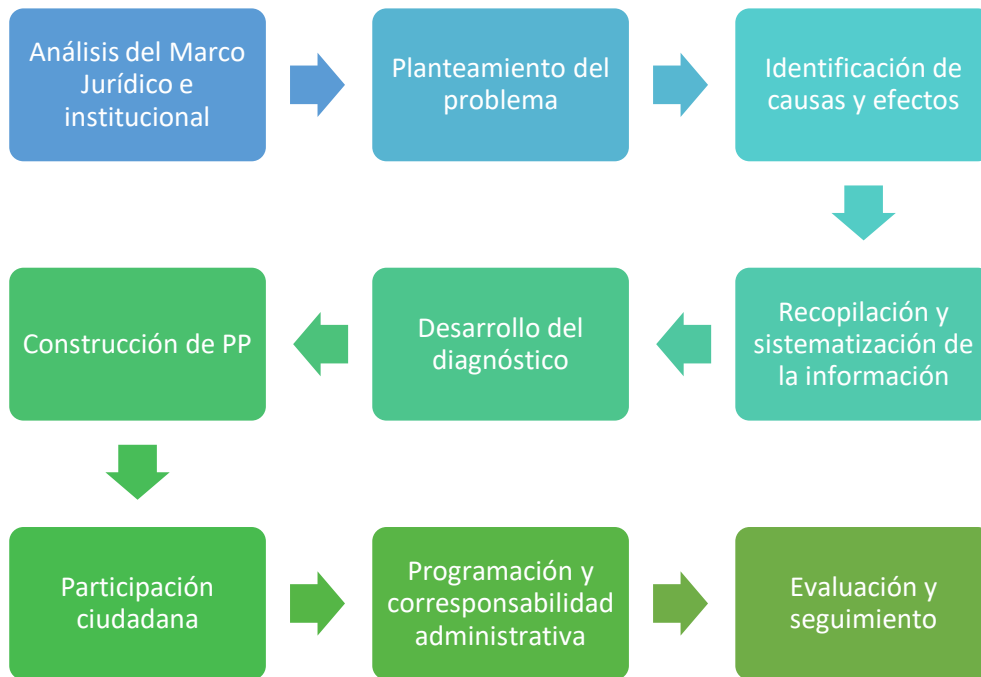 Análisis del Marco
Jurídico e
institucional
Planteamiento del
problema
Identificación de
causas y efectos
Recopilación y
sistematización de
la información
Desarrollo del
diagnóstico
Construcción de PP
Participación
ciudadana
Programación y
corresponsabilidad
administrativa
Evaluación y
seguimiento